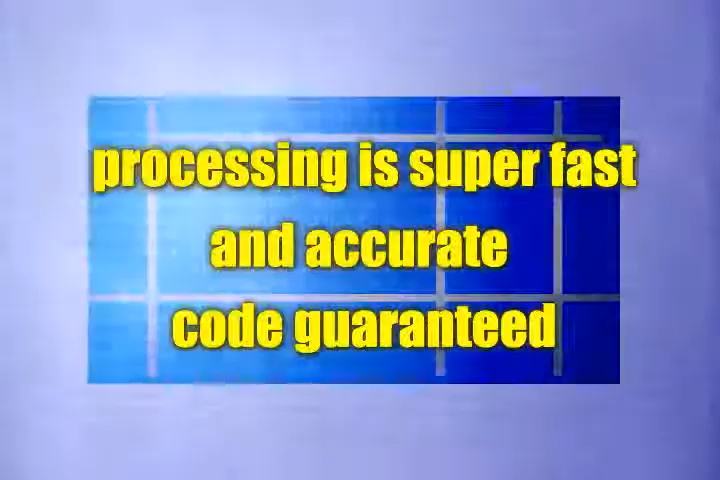 processing is super fast
and accurate
code guaranteed